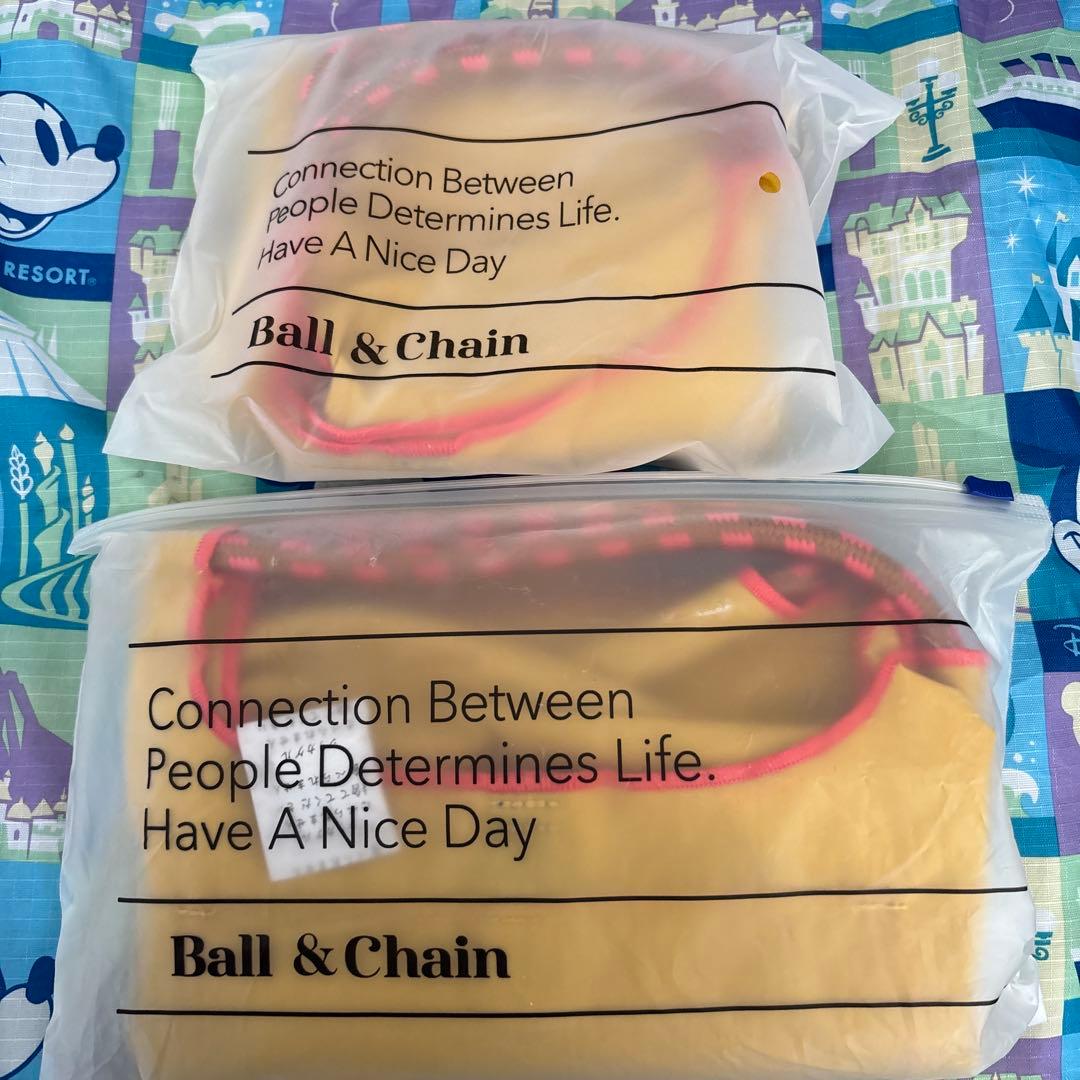 RESORT®
Connection Between
People Determines Life.
Have A Nice Day
Ball & Chain
Connection Between
People Determines Life.
Have A Nice Day
Ball & Chain